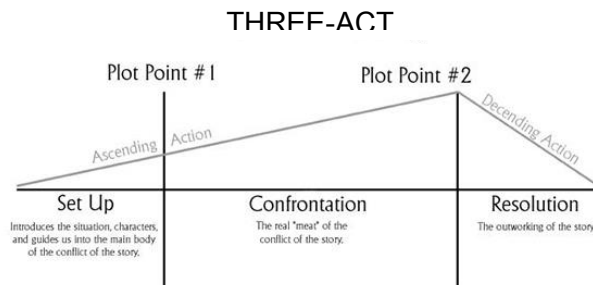 THREE-ACT
Plot Point #1
Plot Point #2
Ascending Action
Decending Action
Set Up
Introduces the situation, characters,
and guides us into the main body
of the conflict of the story.
Confrontation
The real "meat" of the
conflict of the story.
Resolution
The outworking of the story